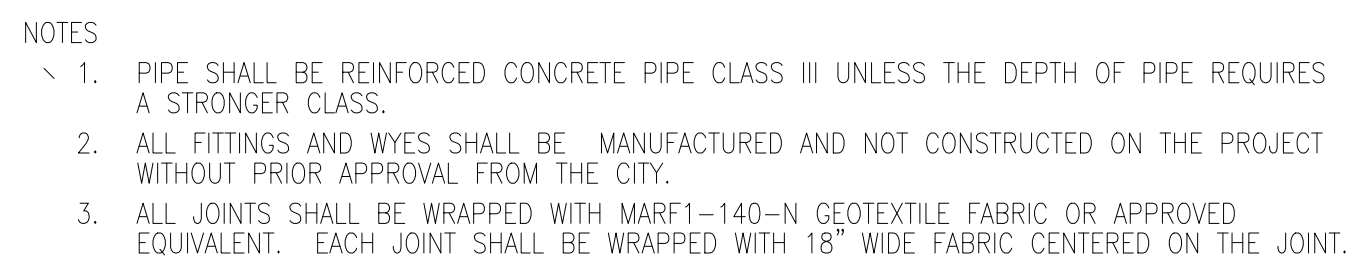 NOTES
1. PIPE SHALL BE REINFORCED CONCRETE PIPE CLASS III UNLESS THE DEPTH OF PIPE REQUIRES
A STRONGER CLASS.
2. ALL FITTINGS AND WYES SHALL BE MANUFACTURED AND NOT CONSTRUCTED ON THE PROJECT
WITHOUT PRIOR APPROVAL FROM THE CITY.
3. ALL JOINTS SHALL BE WRAPPED WITH MARF1-140-N GEOTEXTILE FABRIC OR APPROVED
EQUIVALENT. EACH JOINT SHALL BE WRAPPED WITH 18" WIDE FABRIC CENTERED ON THE JOINT.